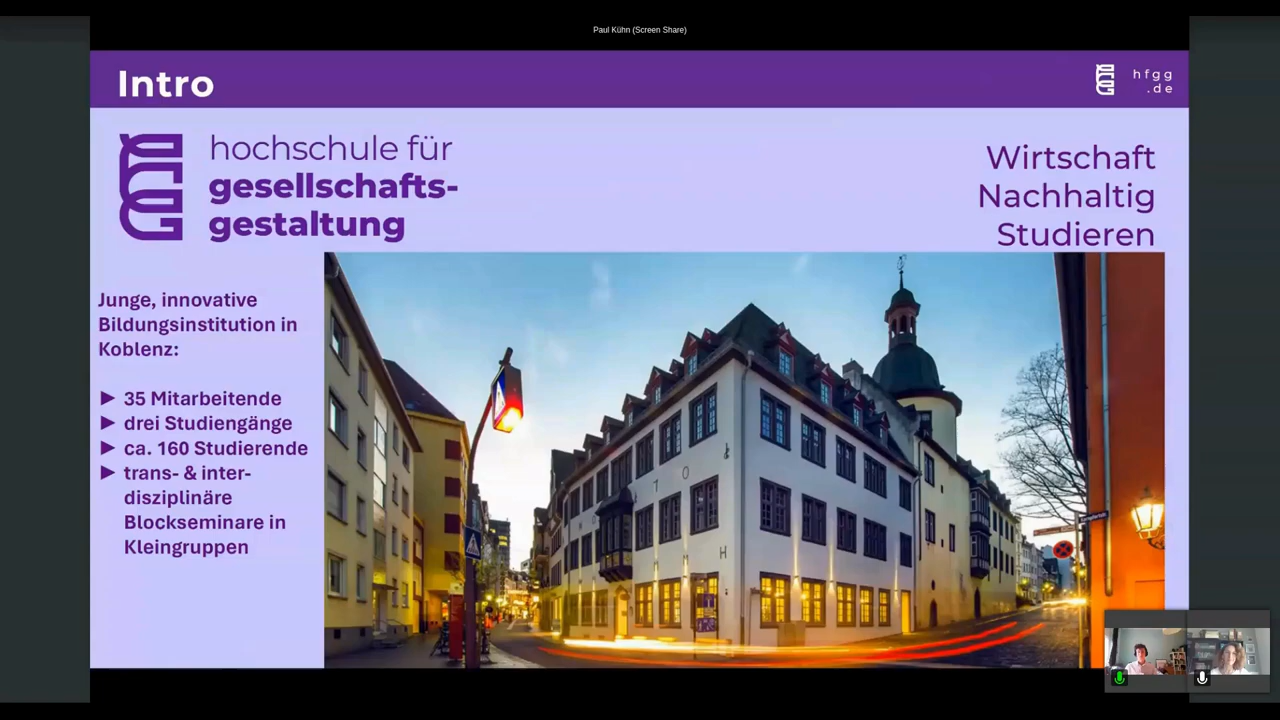 Paul Kühn (Screen Share)
Intro
hfgg
.de
hochschule für
gesellschafts-
gestaltung
Wirtschaft
Nachhaltig
Studieren
Junge, innovative
Bildungsinstitution in
Koblenz:
► 35 Mitarbeitende
► drei Studiengänge
► ca. 160 Studierende
► trans- & inter-
disziplinäre
Blockseminare in
Kleingruppen